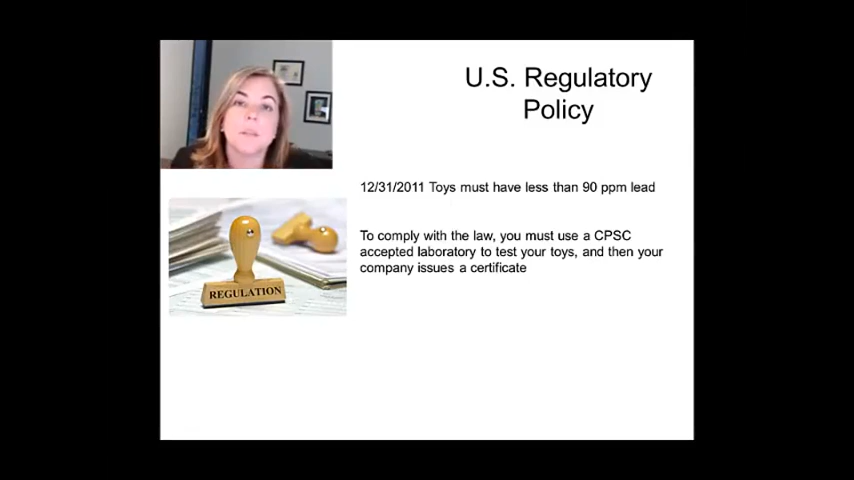 U.S. Regulatory
Policy
12/31/2011 Toys must have less than 90 ppm lead
To comply with the law, you must use a CPSC
accepted laboratory to test your toys, and then your
company issues a certificate
REGULATION